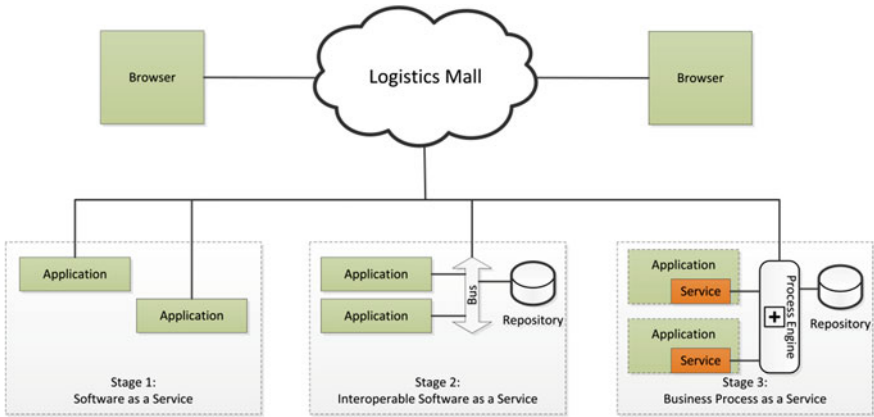 Browser
Logistics Mall
Browser
Application
Application
Stage 1:
Software as a Service
Application
Application
Bus
Repository
Stage 2:
Interoperable Software as a Service
Application
Service
Application
Service
Process Engine
Repository
Stage 3:
Business Process as a Service